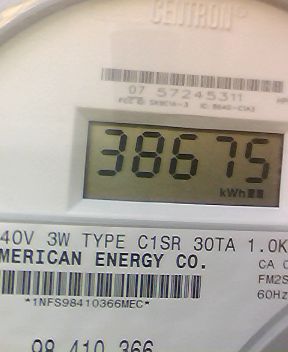 CENTRON®
07 57245311
38675
kWh
40V 3W TYPE C1SR 30TA 1.0K
MERICAN ENERGY CO.
CA
FM2S
60Hz
*1NFS98410366MEC*
98 410 366